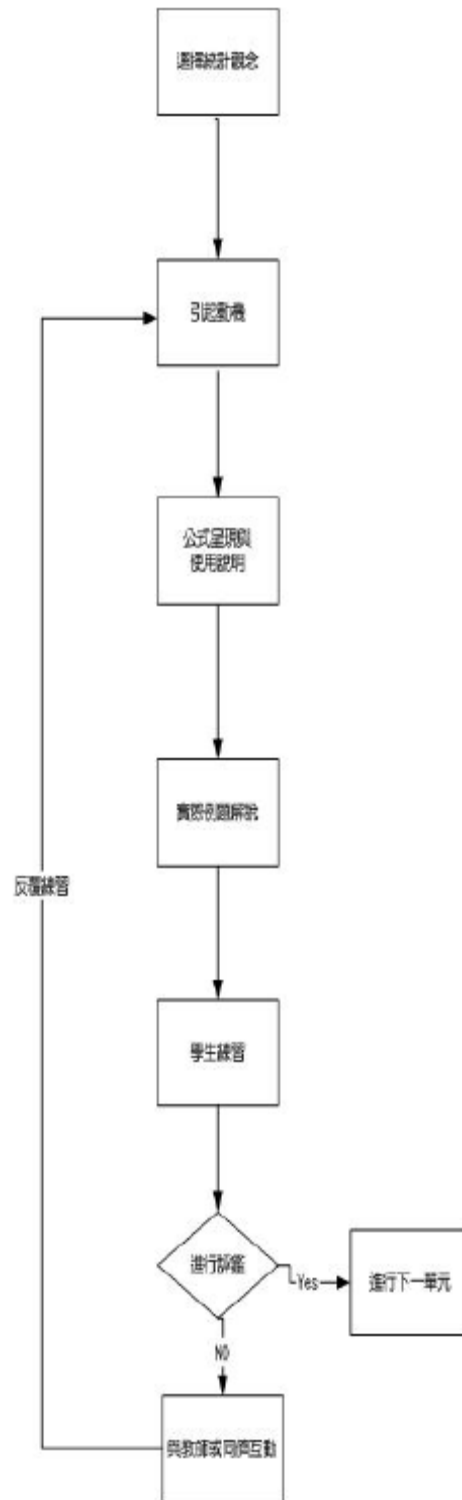 選擇統計觀念
引起動機
公式呈現與
使用說明
實際例題解說
反覆練習
學生練習
進行評鑑
Yes
進行下一單元
NO
與教師或同儕互動